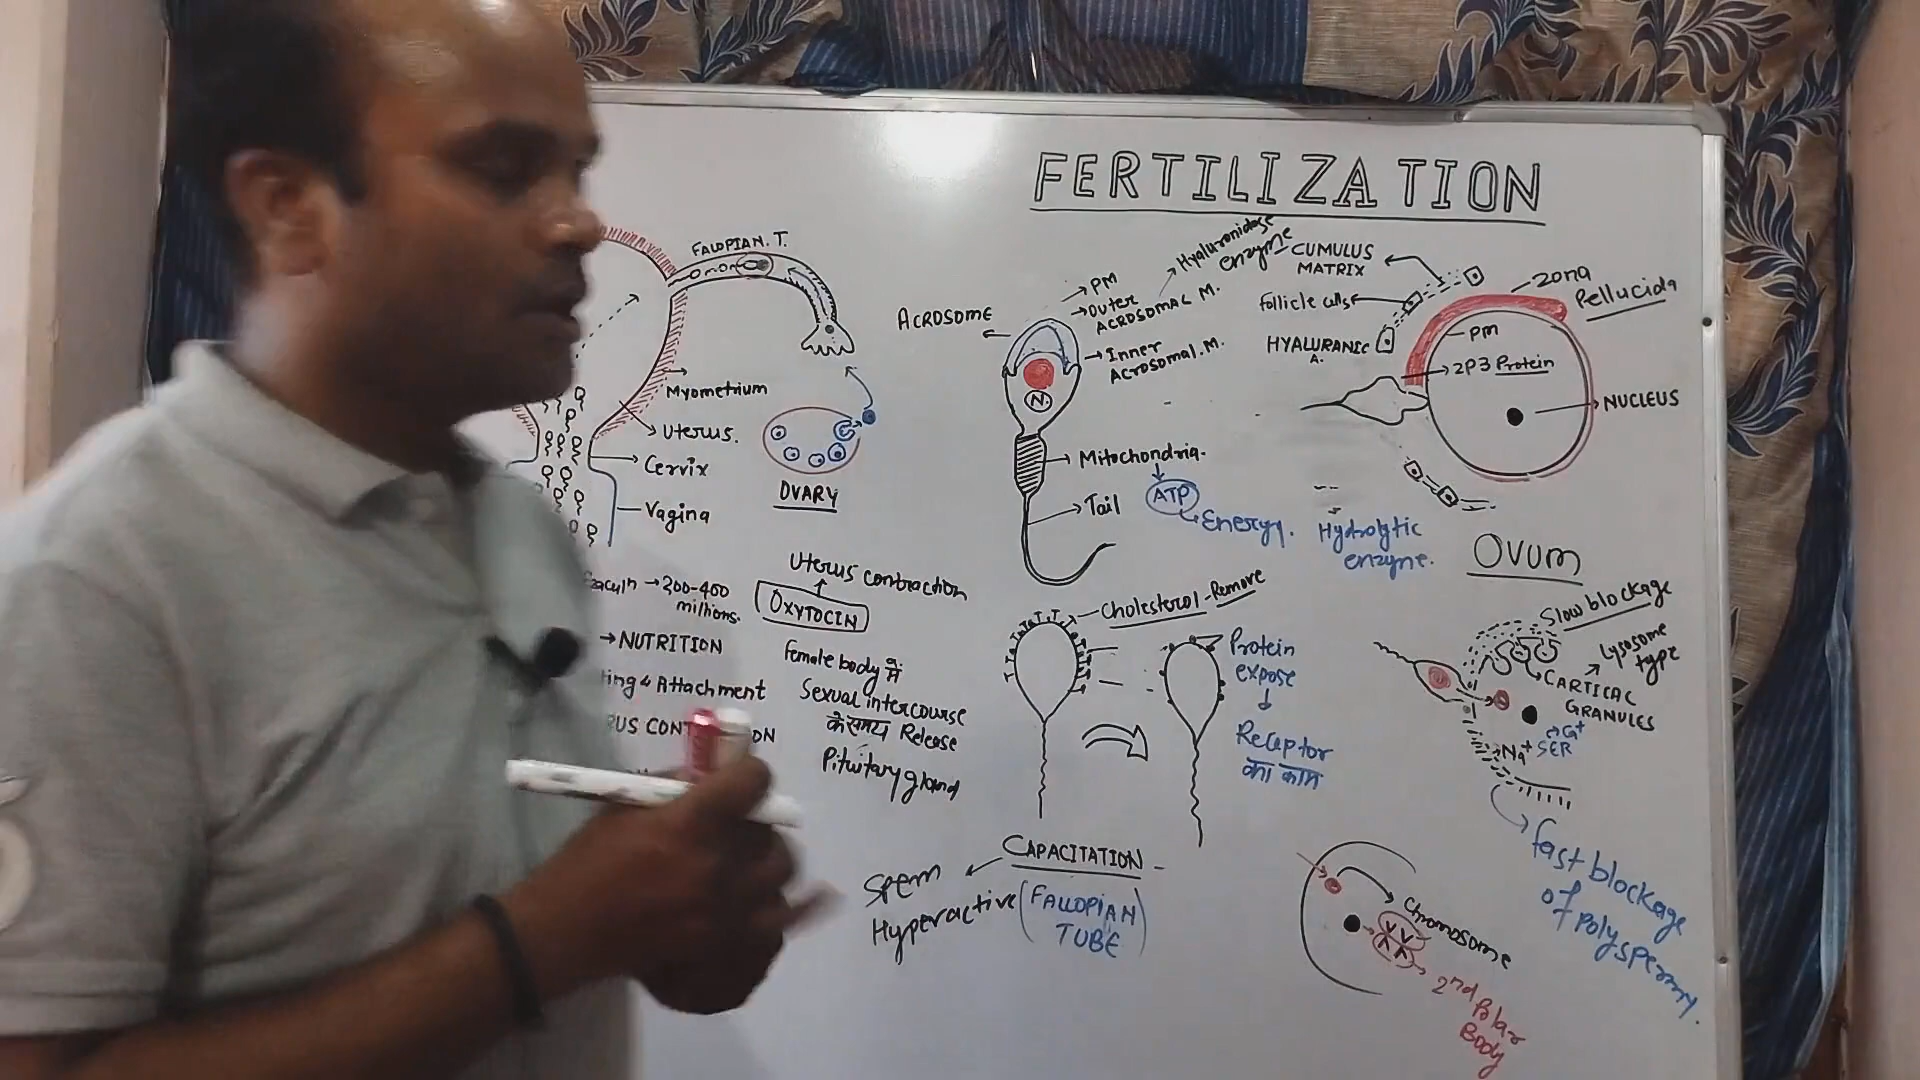 FERTILIZATION
FALOPIAN. T.
Myometrium
Uterus.
Cervix
Vagina
OVARY
→200-400
millions.
→NUTRITION
Attachment
Uterus contraction
OXYTOCIN
Female body में
Sexual intercourse
के समय Release
Pituitary gland
ACROSOME
→PM
→Outer
ACROSOMAL M.
Hyaluronidase
enzyme
→Inner
Acrosomal. M.
N.
Mitochondria.
ATP
Energy.
Tail
CUMULUS
MATRIX
Follicle cells
HYALURANIC
A.
Zona
Pellucida
PM
ZP3 Protein
NUCLEUS
Hydrolytic
enzyme.
OVUM
Cholesterol-Remove
Protein
expose
Receptor
का काम
CAPACITATION
(FALLOPIAN
TUBE)
Sperm
Hyperactive
Slow blockage
Lysosome
type
CARTICAL
GRANULES
SER
Na+
fast blockage
of Polyspermy.
Chromosome
2nd Polar
Body